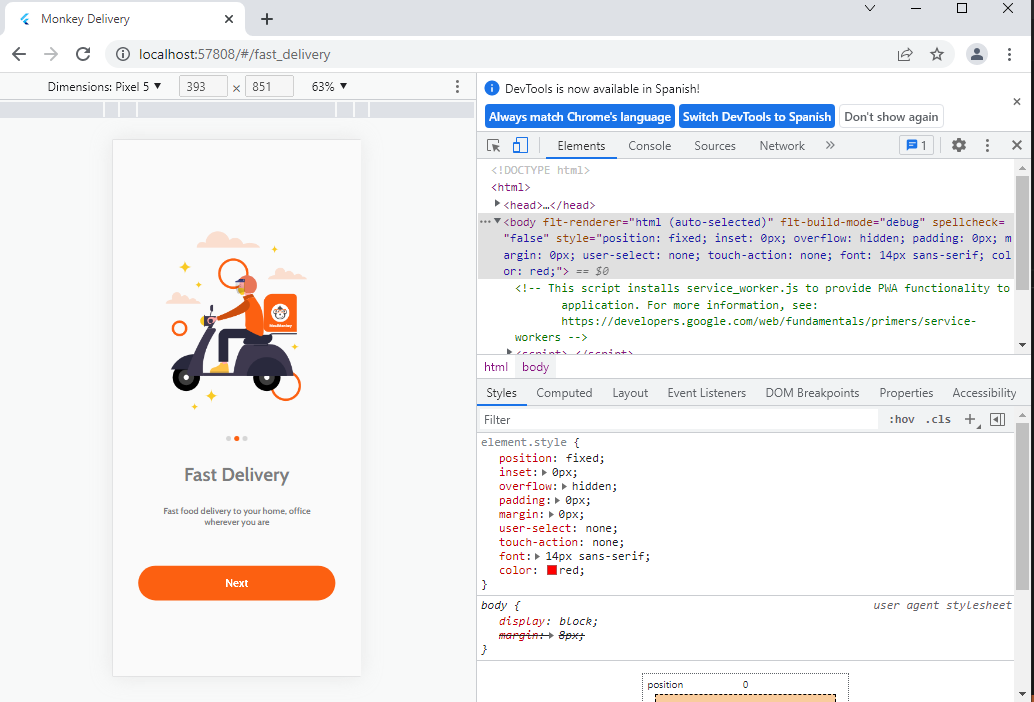 Monkey Delivery
localhost:57808/#/fast_delivery
Dimensions: Pixel 5 ▼ 393 × 851 63% ▼
DevTools is now available in Spanish!
Always match Chrome's language Switch DevTools to Spanish Don't show again
Elements Console Sources Network » 1
<!DOCTYPE html>
<html>
<head>…</head>
<body flt-renderer="html (auto-selected)" flt-build-mode="debug" spellcheck=
"false" style="position: fixed; inset: 0px; overflow: hidden; padding: 0px; m
argin: 0px; user-select: none; touch-action: none; font: 14px sans-serif; col
or: red;"> == $0
<!-- This script installs service_worker.js to provide PWA functionality to
application. For more information, see:
https://developers.google.com/web/fundamentals/primers/service-
workers -->
<script>…</script>
html body
Styles Computed Layout Event Listeners DOM Breakpoints Properties Accessibility
Filter :hov .cls +
element.style {
position: fixed;
inset: 0px;
overflow: hidden;
padding: 0px;
margin: 0px;
user-select: none;
touch-action: none;
font: 14px sans-serif;
color: red;
}
body { user agent stylesheet
display: block;
margin: 8px;
}
position 0
Fast Delivery
Fast food delivery to your home, office
wherever you are
Next